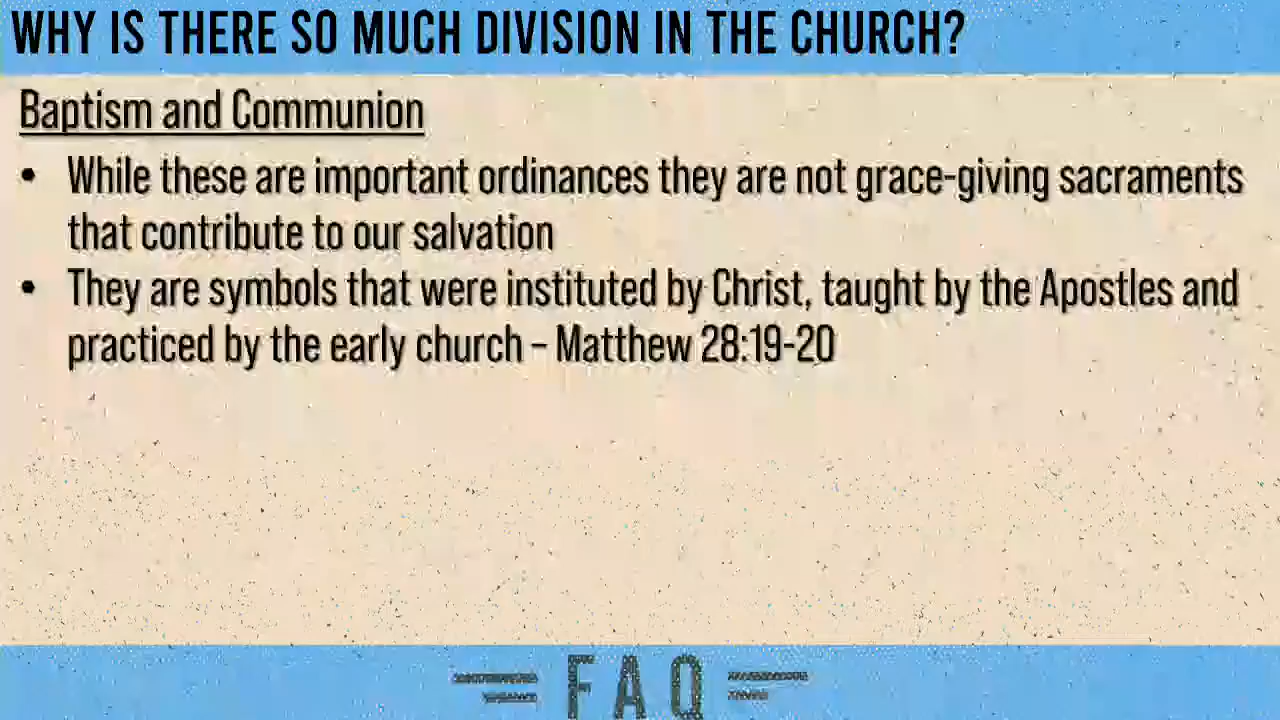 WHY IS THERE SO MUCH DIVISION IN THE CHURCH?
Baptism and Communion
• While these are important ordinances they are not grace-giving sacraments
that contribute to our salvation
• They are symbols that were instituted by Christ, taught by the Apostles and
practiced by the early church – Matthew 28:19-20
FAQ